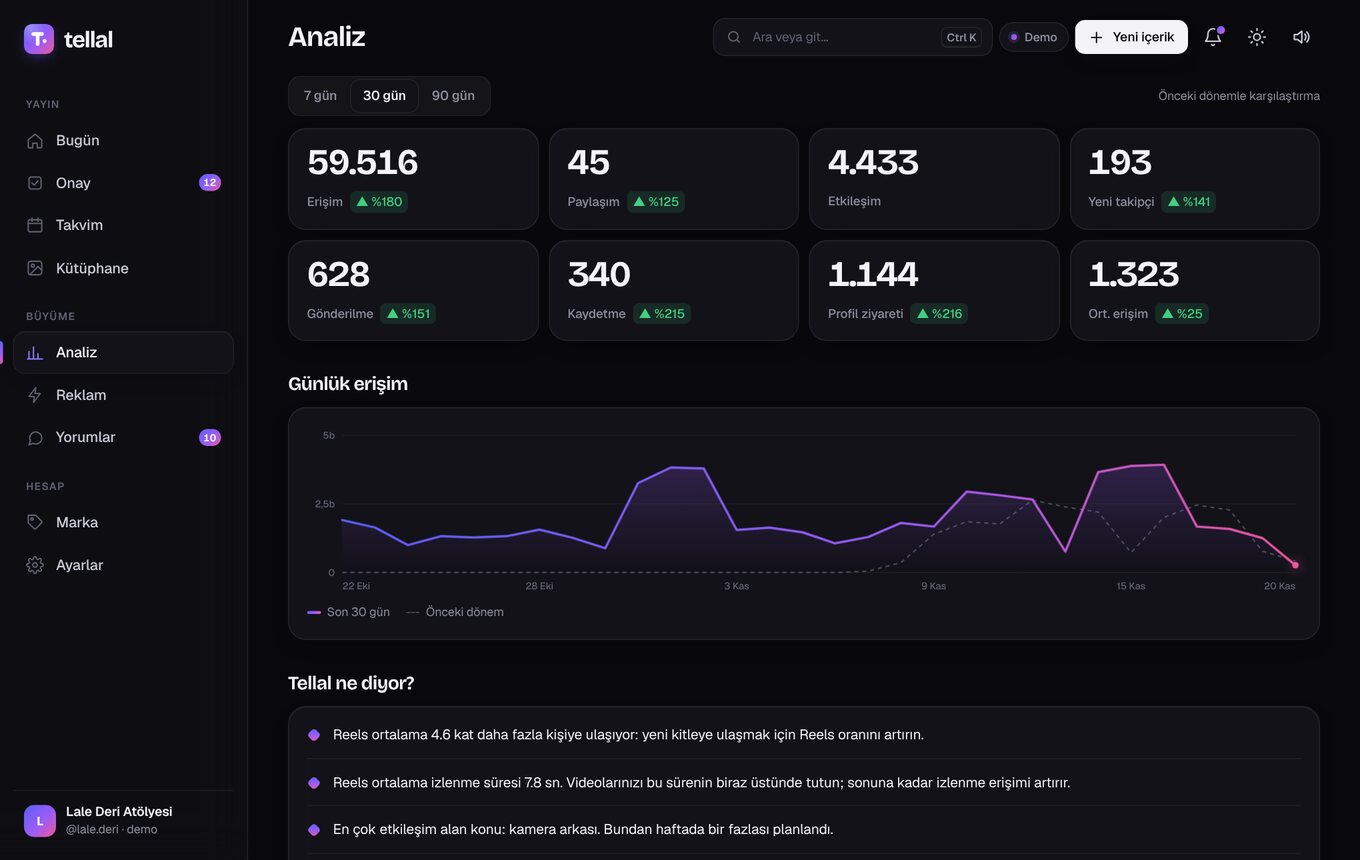 T.
tellal
YAYIN
Bugün
Onay 12
Takvim
Kütüphane
BÜYÜME
Analiz
Reklam
Yorumlar 10
HESAP
Marka
Ayarlar
L
Lale Deri Atölyesi
@lale.deri · demo
Analiz
Ara veya git...
Ctrl K
Demo
+ Yeni içerik
7 gün 30 gün 90 gün
Önceki dönemle karşılaştırma
59.516
Erişim ▲ %180
45
Paylaşım ▲ %125
4.433
Etkileşim
193
Yeni takipçi ▲ %141
628
Gönderilme ▲ %151
340
Kaydetme ▲ %215
1.144
Profil ziyareti ▲ %216
1.323
Ort. erişim ▲ %25
Günlük erişim
5b
2,5b
0
22 Eki 28 Eki 3 Kas 9 Kas 15 Kas 20 Kas
Son 30 gün Önceki dönem
Tellal ne diyor?
Reels ortalama 4.6 kat daha fazla kişiye ulaşıyor: yeni kitleye ulaşmak için Reels oranını artırın.
Reels ortalama izlenme süresi 7.8 sn. Videolarınızı bu sürenin biraz üstünde tutun; sonuna kadar izlenme erişimi artırır.
En çok etkileşim alan konu: kamera arkası. Bundan haftada bir fazlası planlandı.